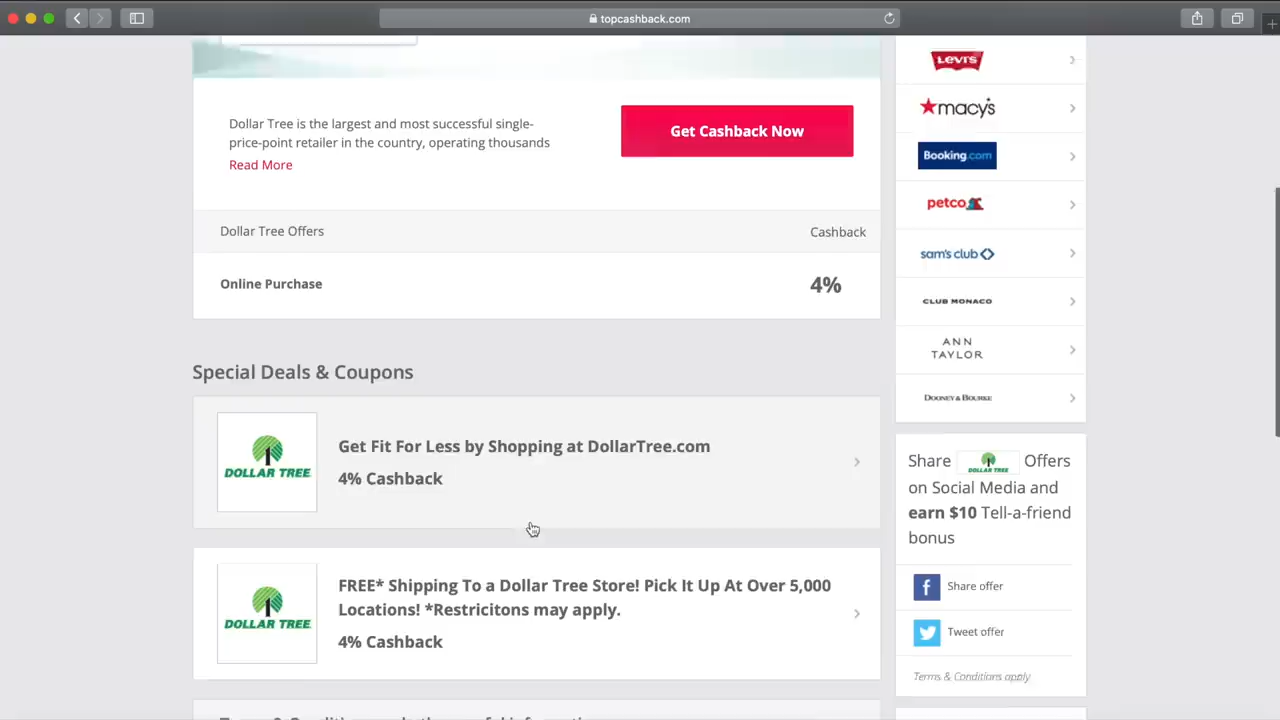 topcashback.com
Dollar Tree is the largest and most successful single-
price-point retailer in the country, operating thousands
Read More
Get Cashback Now
Dollar Tree Offers
Cashback
Online Purchase
4%
Special Deals & Coupons
DOLLAR TREE
Get Fit For Less by Shopping at DollarTree.com
4% Cashback
DOLLAR TREE
FREE* Shipping To a Dollar Tree Store! Pick It Up At Over 5,000
Locations! *Restricitons may apply.
4% Cashback
Levi's
macy's
Booking.com
petco
sam's club
CLUB MONACO
ANN
TAYLOR
DOONEY & BOURKE
Share DOLLAR TREE Offers
on Social Media and
earn $10 Tell-a-friend
bonus
Share offer
Tweet offer
Terms & Conditions apply